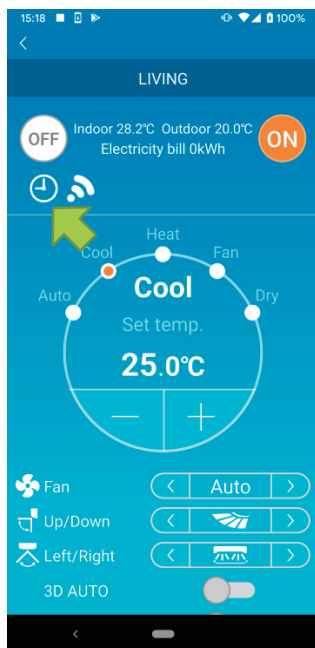 15:18 100%
LIVING
OFF
Indoor 28.2℃ Outdoor 20.0℃
Electricity bill 0kWh
ON
Heat
Cool Fan
Auto Dry
Cool
Set temp.
25.0℃
− +
Fan < Auto >
Up/Down < >
Left/Right < >
3D AUTO